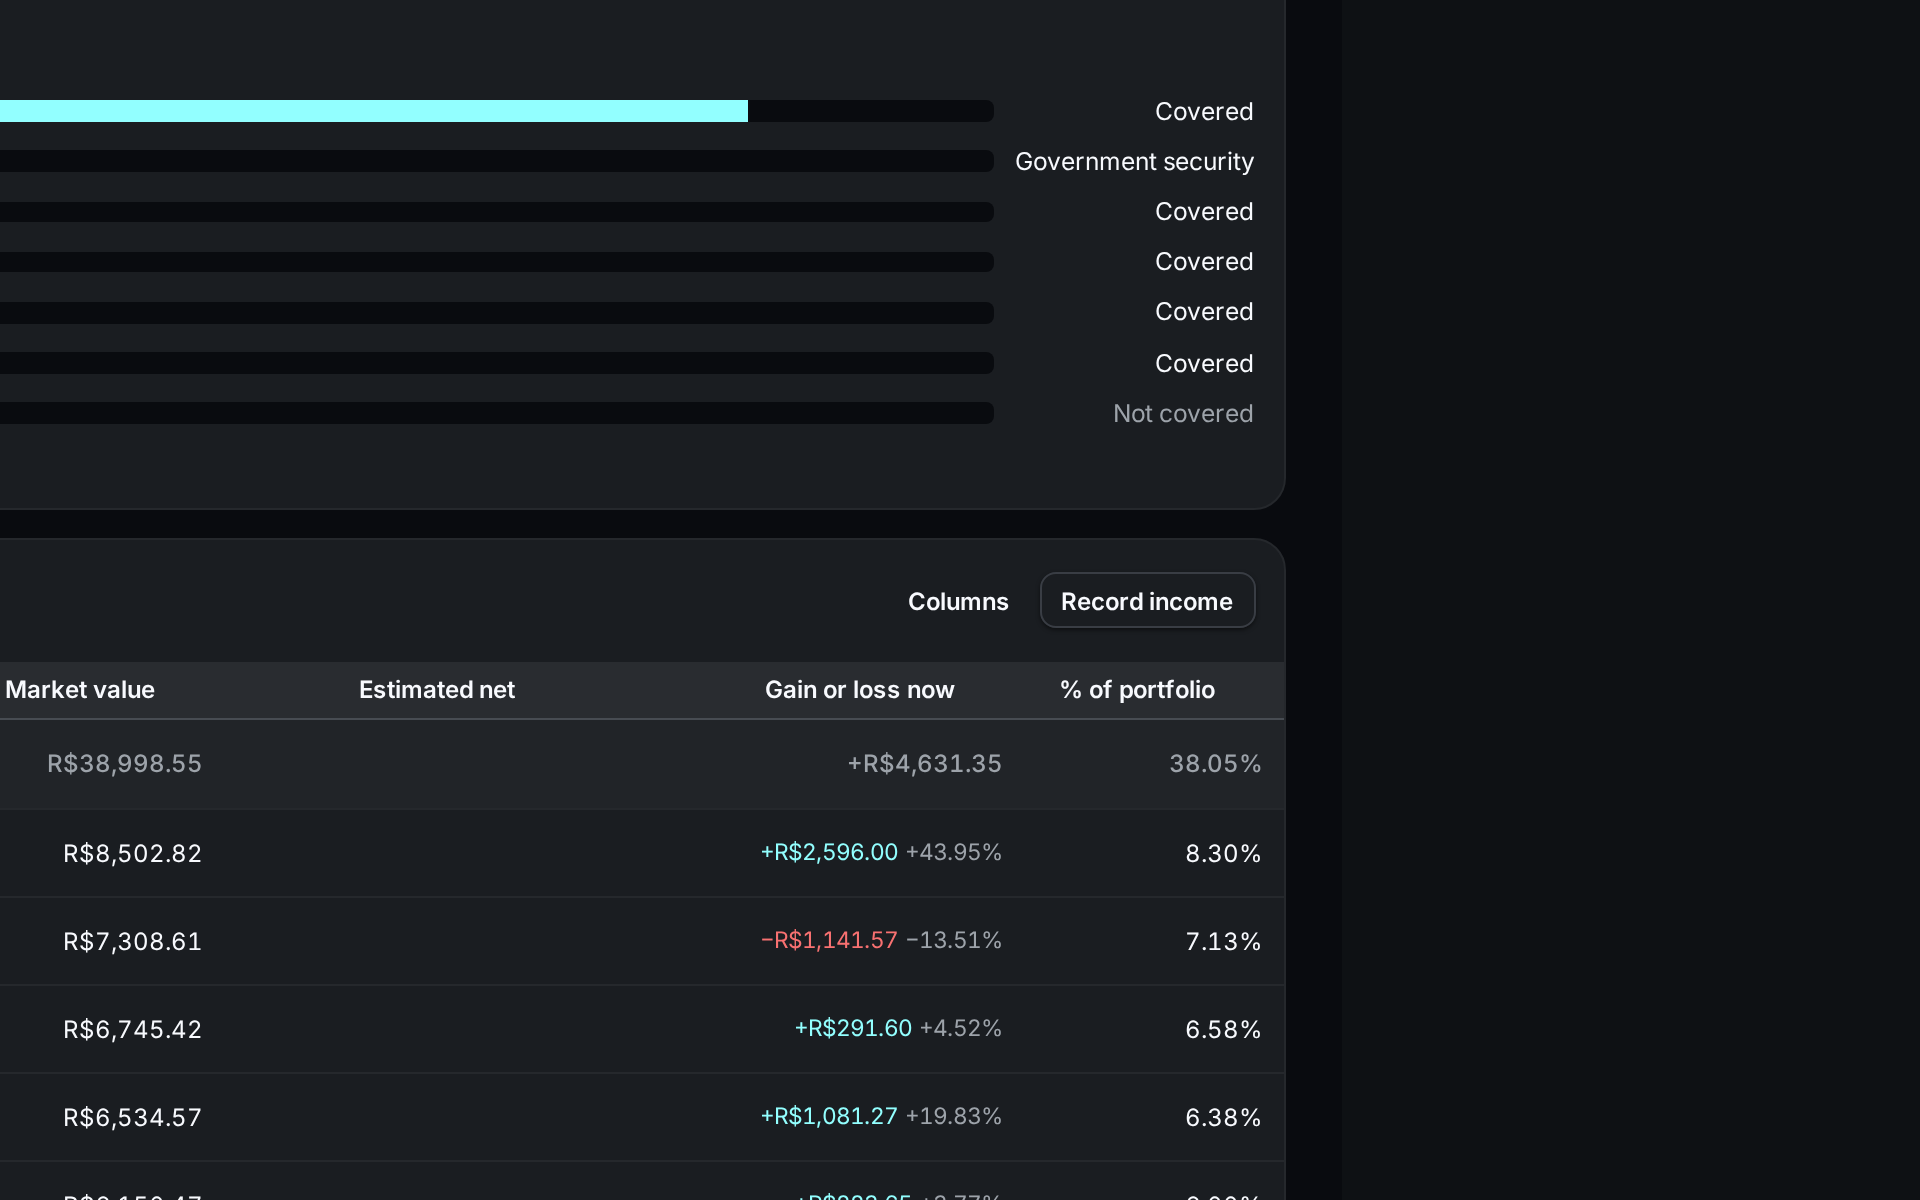 Covered
Government security
Covered
Covered
Covered
Covered
Not covered
Columns Record income
Market value Estimated net Gain or loss now % of portfolio
R$38,998.55 +R$4,631.35 38.05%
R$8,502.82 +R$2,596.00 +43.95% 8.30%
R$7,308.61 −R$1,141.57 −13.51% 7.13%
R$6,745.42 +R$291.60 +4.52% 6.58%
R$6,534.57 +R$1,081.27 +19.83% 6.38%